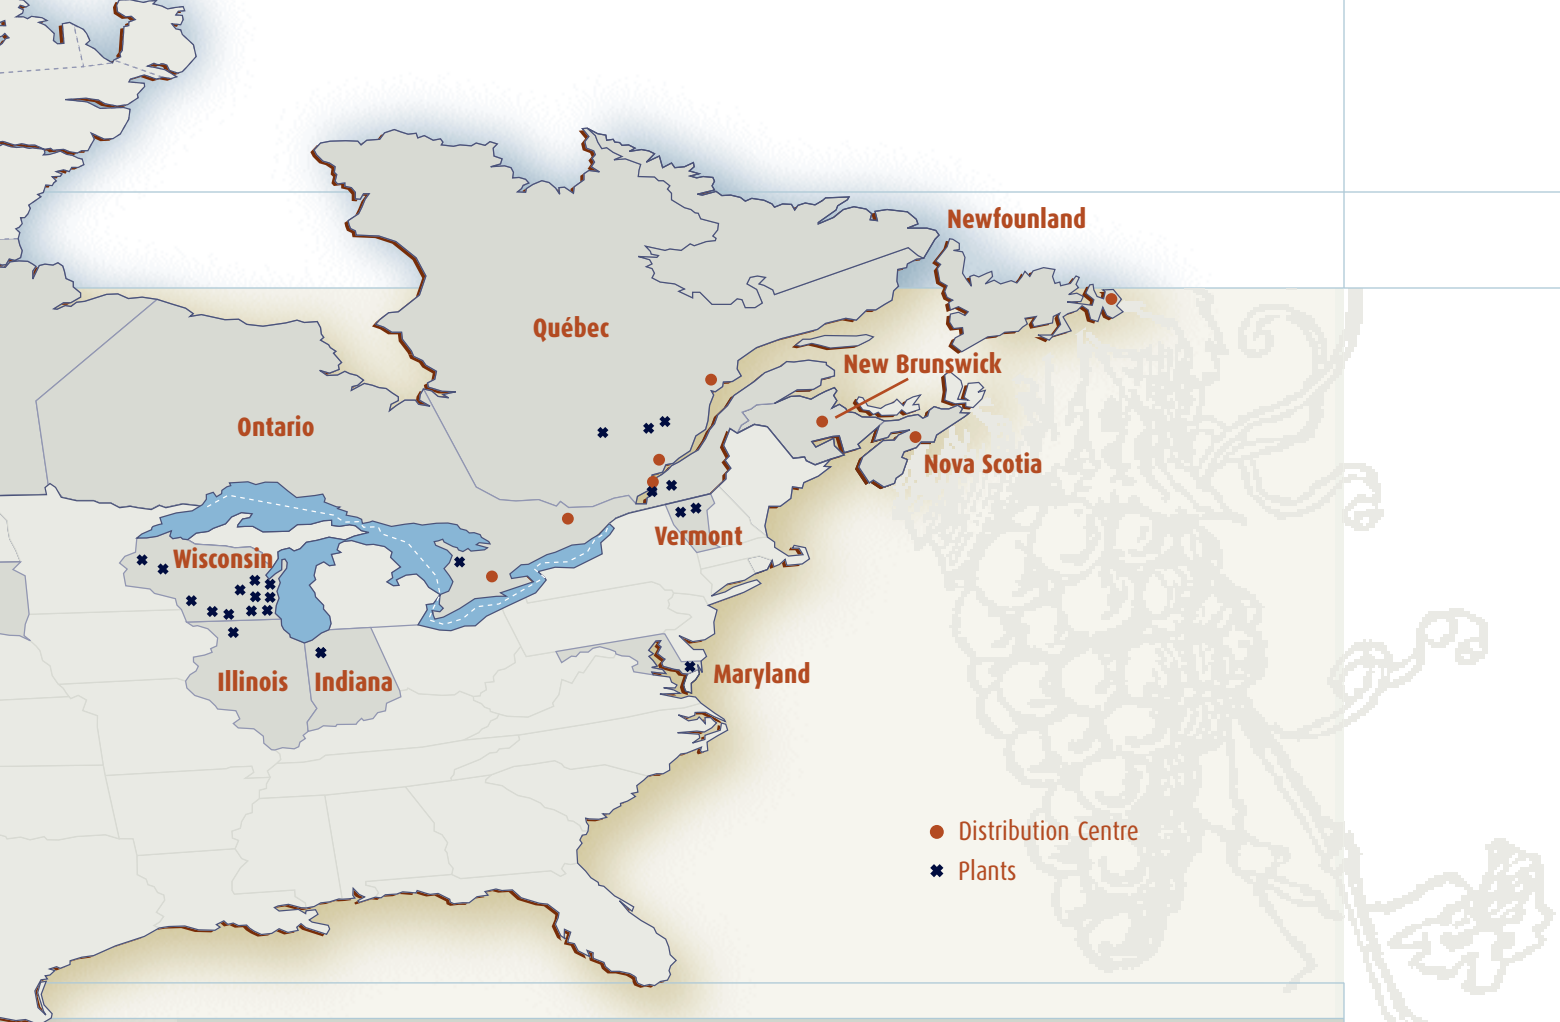 Newfounland
Québec
New Brunswick
Ontario
Nova Scotia
Vermont
Wisconsin
Illinois
Indiana
Maryland
Distribution Centre
Plants